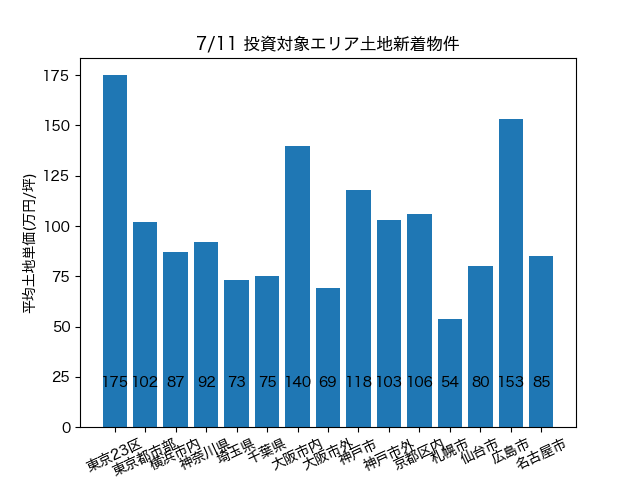 7/11 投資対象エリア土地新着物件
平均土地単価(万円/坪)
175
150
125
100
75
50
25
0
175 102 87 92 73 75 140 69 118 103 106 54 80 153 85
東京23区 東京都市部 横浜市内 神奈川県 埼玉県 千葉県 大阪市内 大阪市外 神戸市 神戸市外 京都区内 札幌市 仙台市 広島市 名古屋市